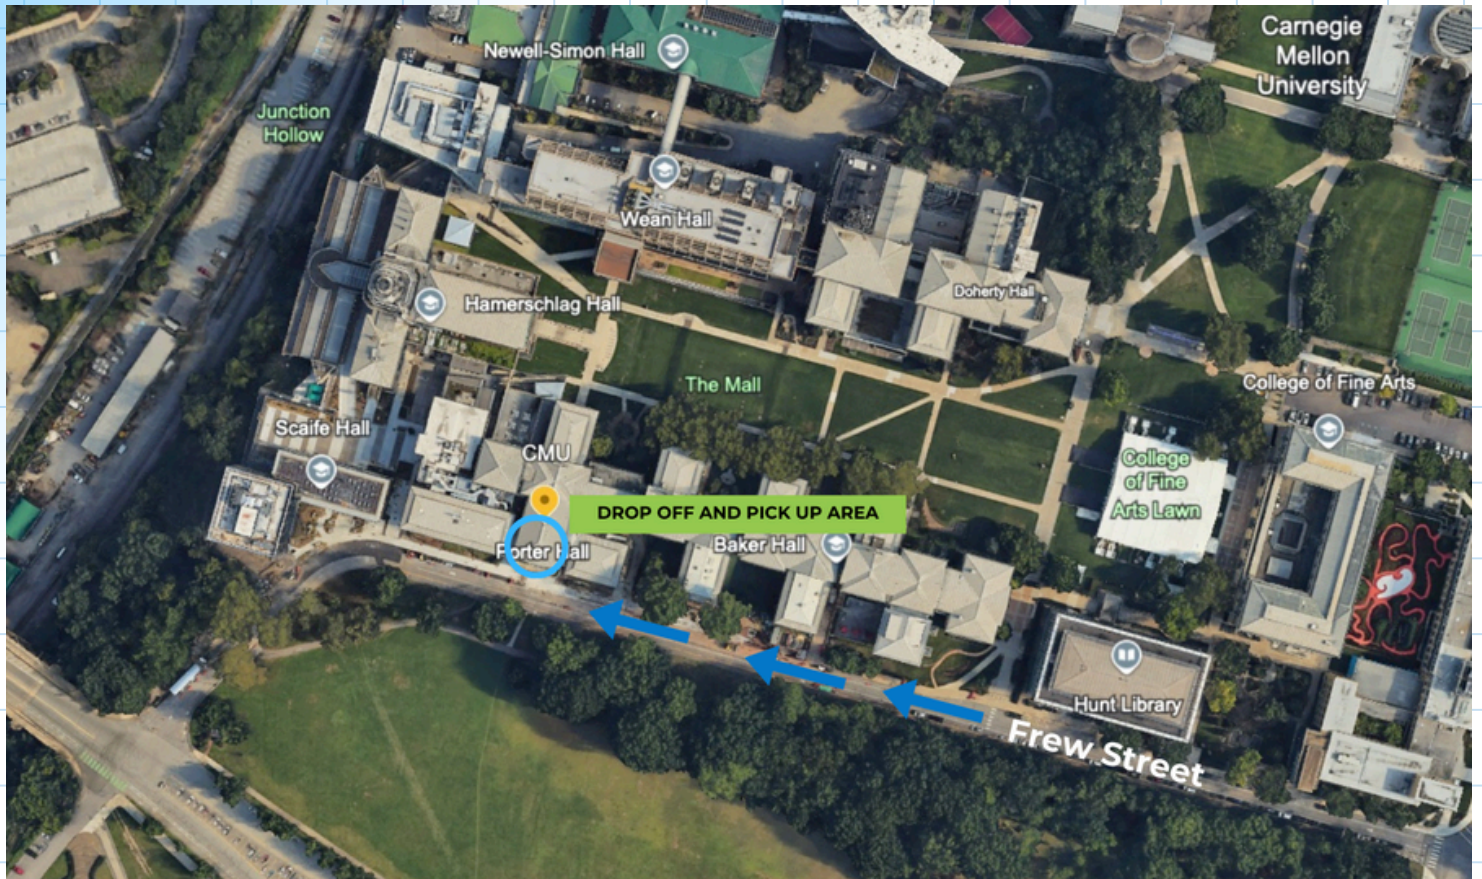 Carnegie
Mellon
University
Newell-Simon Hall
Junction
Hollow
Wean Hall
Doherty Hall
Hamerschlag Hall
The Mall
College of Fine Arts
Scaife Hall
CMU
College
of Fine
Arts Lawn
DROP OFF AND PICK UP AREA
Porter Hall
Baker Hall
Hunt Library
Frew Street